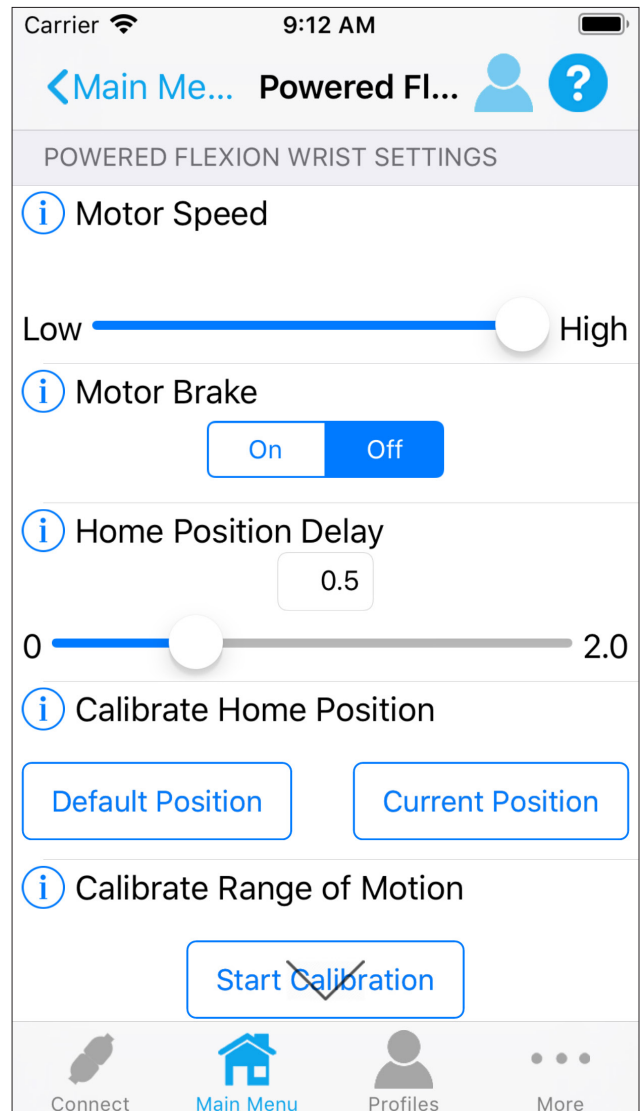 Carrier 9:12 AM
Main Me... Powered Fl... ?
POWERED FLEXION WRIST SETTINGS
i Motor Speed
Low High
i Motor Brake
On Off
i Home Position Delay
0.5
0 2.0
i Calibrate Home Position
Default Position Current Position
i Calibrate Range of Motion
Start Calibration
Connect Main Menu Profiles More